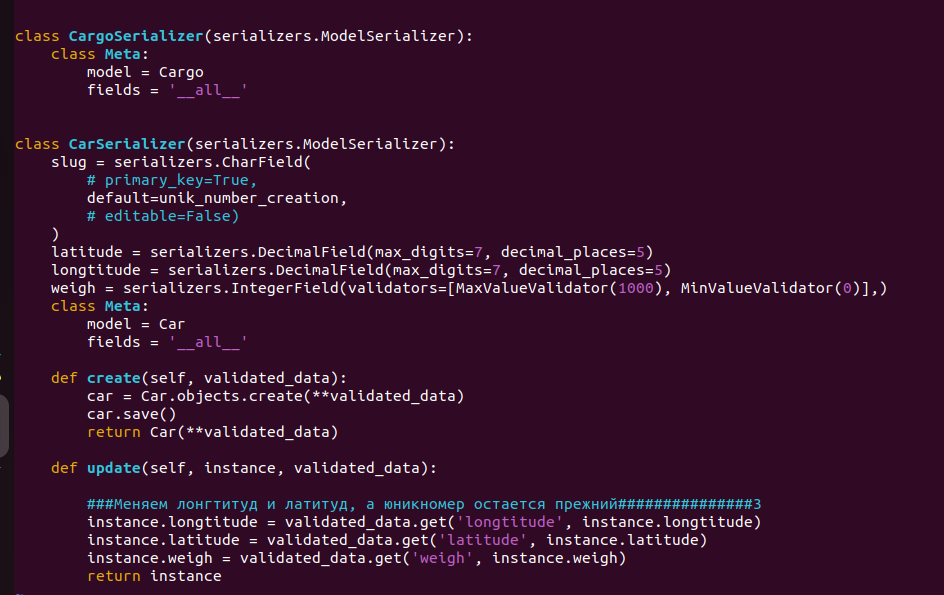 class CargoSerializer(serializers.ModelSerializer):
    class Meta:
        model = Cargo
        fields = '__all__'
class CarSerializer(serializers.ModelSerializer):
    slug = serializers.CharField(
        # primary_key=True,
        default=unik_number_creation,
        # editable=False)
    )
    latitude = serializers.DecimalField(max_digits=7, decimal_places=5)
    longtitude = serializers.DecimalField(max_digits=7, decimal_places=5)
    weigh = serializers.IntegerField(validators=[MaxValueValidator(1000), MinValueValidator(0)],)
    class Meta:
        model = Car
        fields = '__all__'
    def create(self, validated_data):
        car = Car.objects.create(**validated_data)
        car.save()
        return Car(**validated_data)
    def update(self, instance, validated_data):
        ###Меняем лонгтитуд и латитуд, а юникномер остается прежний###############3
        instance.longtitude = validated_data.get('longtitude', instance.longtitude)
        instance.latitude = validated_data.get('latitude', instance.latitude)
        instance.weigh = validated_data.get('weigh', instance.weigh)
        return instance